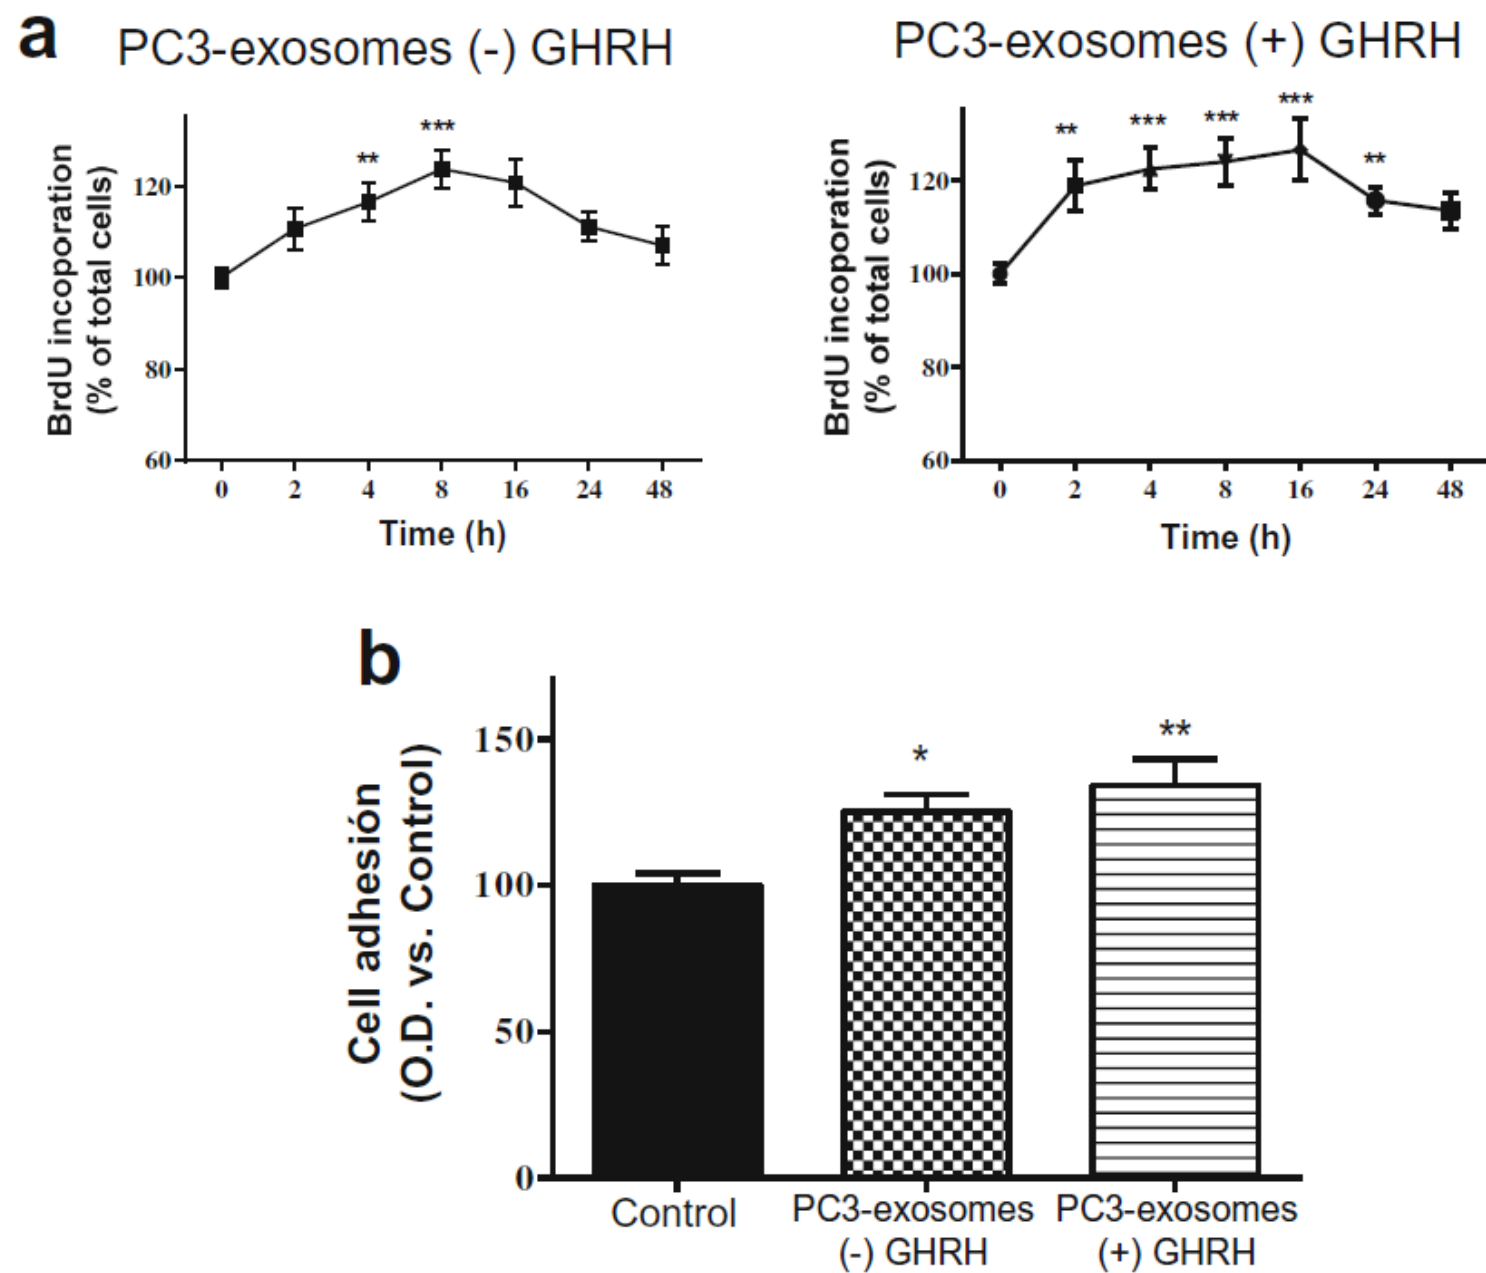 a
PC3-exosomes (-) GHRH
PC3-exosomes (+) GHRH
BrdU incoporation
(% of total cells)
120
100
80
60
** ***
0 2 4 8 16 24 48
Time (h)
BrdU incoporation
(% of total cells)
120
100
80
60
** *** *** *** **
0 2 4 8 16 24 48
Time (h)
b
Cell adhesión
(O.D. vs. Control)
150
100
50
0
* **
Control
PC3-exosomes
(-) GHRH
PC3-exosomes
(+) GHRH